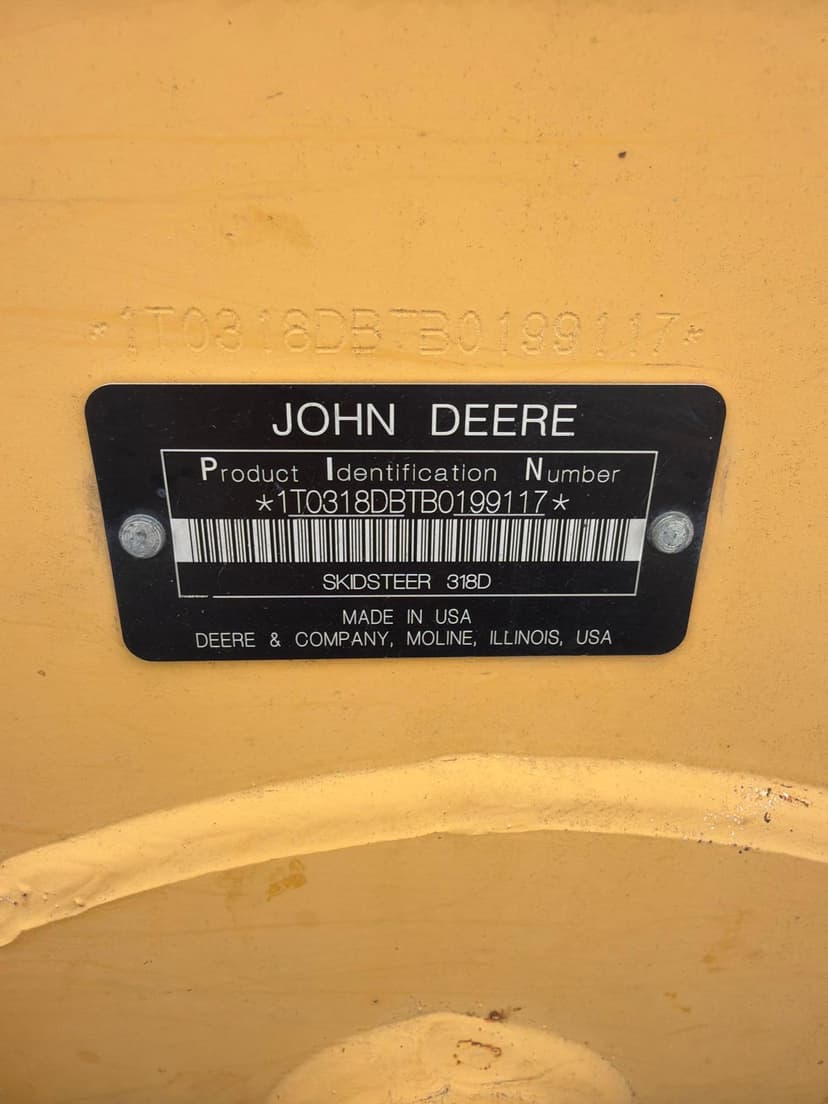 *1T0318DBTB0199117*
JOHN DEERE
Product Identification Number
*1T0318DBTB0199117*
SKIDSTEER 318D
MADE IN USA
DEERE & COMPANY, MOLINE, ILLINOIS, USA